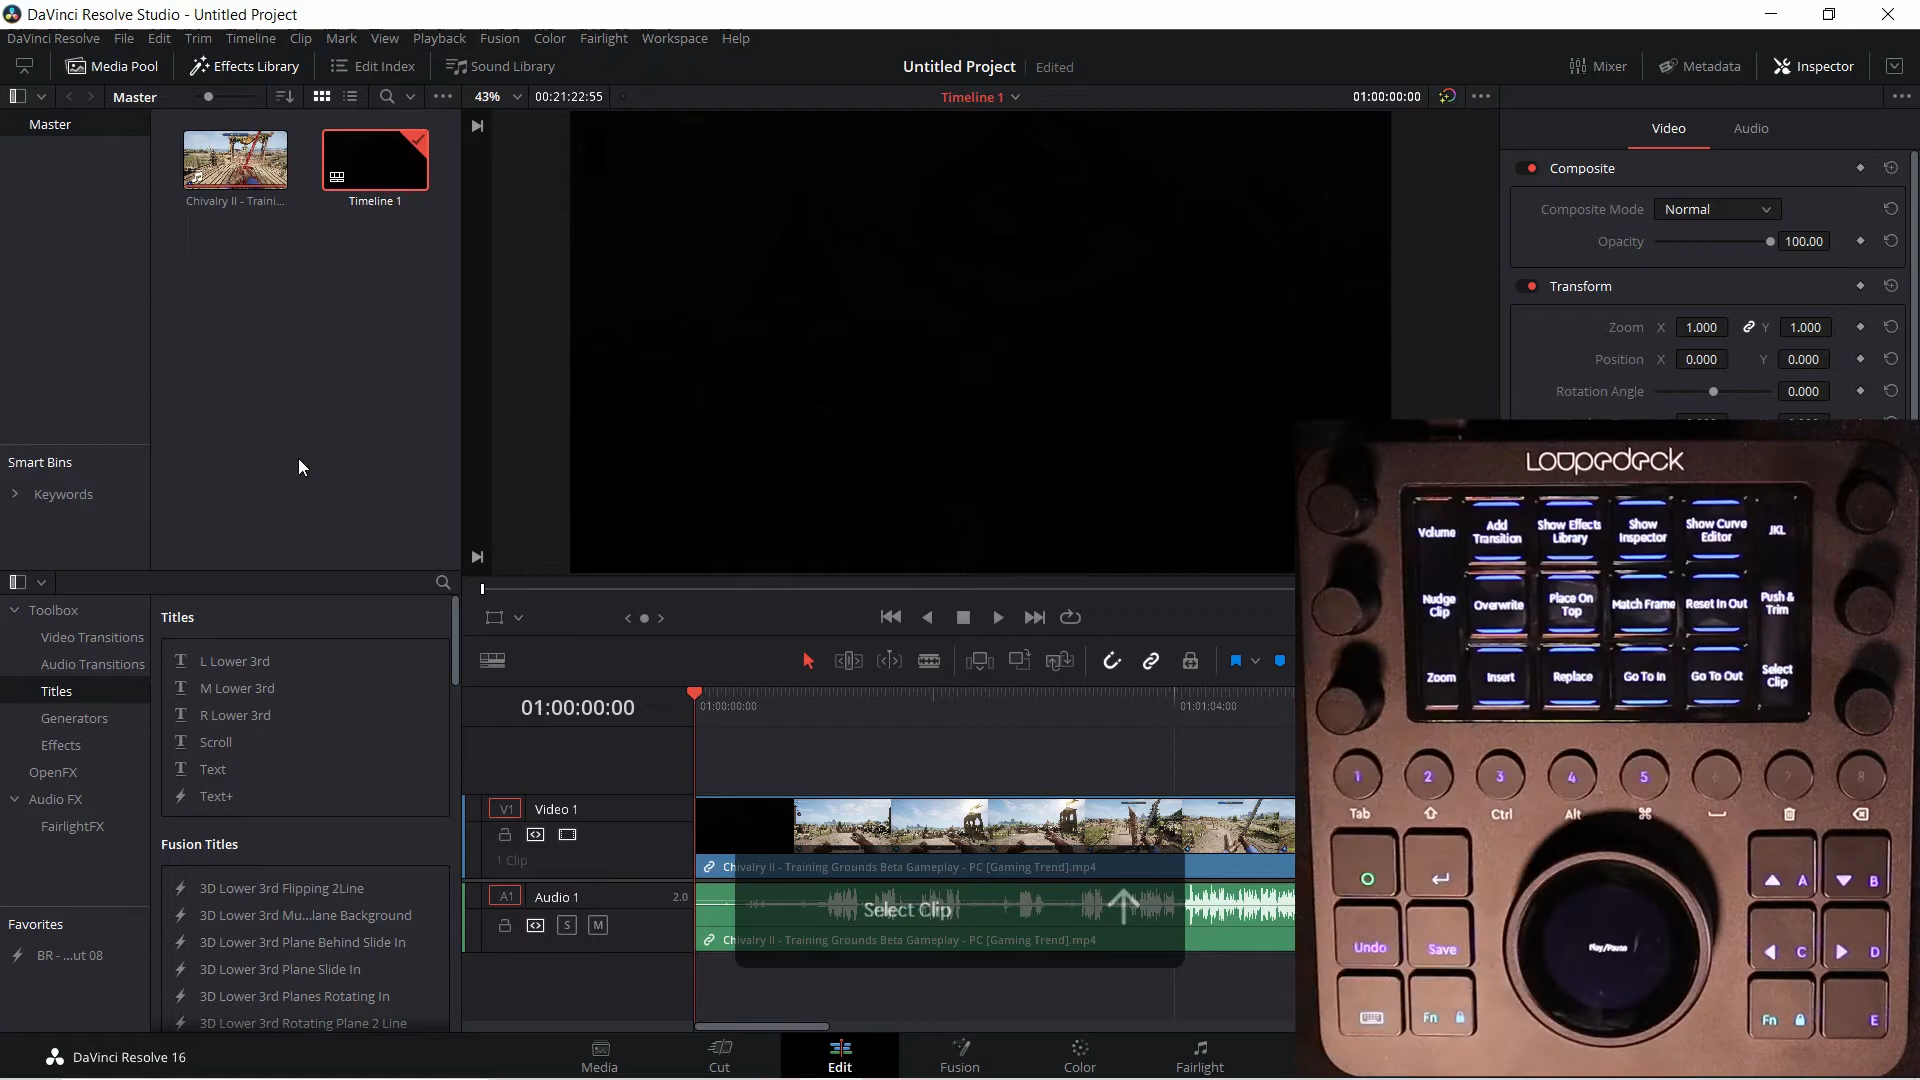 DaVinci Resolve Studio - Untitled Project
DaVinci Resolve File Edit Trim Timeline Clip Mark View Playback Fusion Color Fairlight Workspace Help
Media Pool Effects Library Edit Index Sound Library Untitled Project Edited Mixer Metadata Inspector
Master 43% 00:21:22:55 Timeline 1 01:00:00:00
Master
Chivalry II - Traini...
Timeline 1
Video Audio
Composite
Composite Mode Normal
Opacity 100.00
Transform
Zoom X 1.000 Y 1.000
Position X 0.000 Y 0.000
Rotation Angle 0.000
Smart Bins
Keywords
Toolbox
Video Transitions
Audio Transitions
Titles
Generators
Effects
OpenFX
Audio FX
FairlightFX
Favorites
BR - ...ut 08
Titles
L Lower 3rd
M Lower 3rd
R Lower 3rd
Scroll
Text
Text+
Fusion Titles
3D Lower 3rd Flipping 2Line
3D Lower 3rd Mu...lane Background
3D Lower 3rd Plane Behind Slide In
3D Lower 3rd Plane Slide In
3D Lower 3rd Planes Rotating In
3D Lower 3rd Rotating Plane 2 Line
01:00:00:00 01:00:00:00 01:01:04:00
V1 Video 1
1 Clip
Chivalry II - Training Grounds Beta Gameplay - PC [Gaming Trend].mp4
A1 Audio 1 2.0
S M
Select Clip
Chivalry II - Training Grounds Beta Gameplay - PC [Gaming Trend].mp4
DaVinci Resolve 16
Media Cut Edit Fusion Color Fairlight
Loupedeck
Volume Add Transition Show Effects Library Show Inspector Show Curve Editor JKL
Nudge Clip Overwrite Place On Top Match Frame Reset In Out Push & Trim
Zoom Insert Replace Go To In Go To Out Select Clip
1 2 3 4 5 6 7 8
Tab Ctrl Alt
A B
Undo Save C D
Fn Fn E
Play/Pause